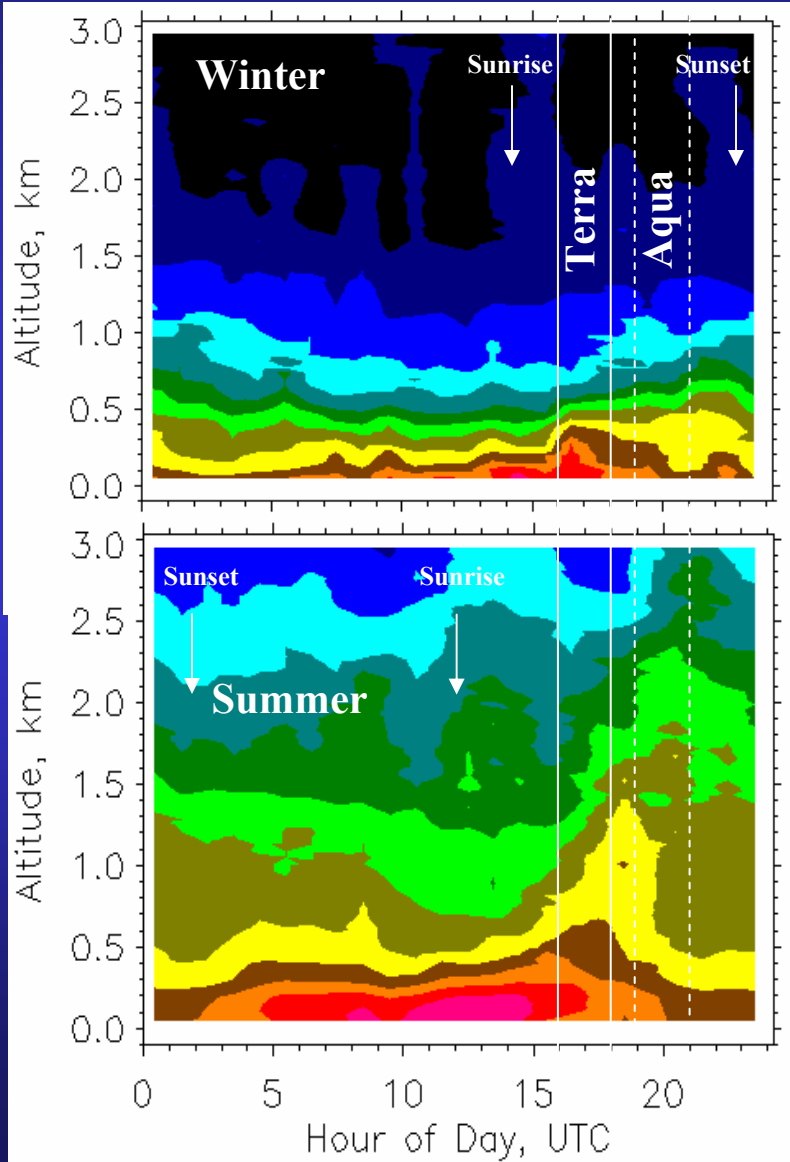 3.0
Winter
Sunrise
Sunset
2.5
2.0
Terra
Aqua
1.5
1.0
0.5
0.0
Altitude, km
3.0
Sunset
Sunrise
2.5
2.0
Summer
1.5
1.0
0.5
0.0
Altitude, km
0 5 10 15 20
Hour of Day, UTC